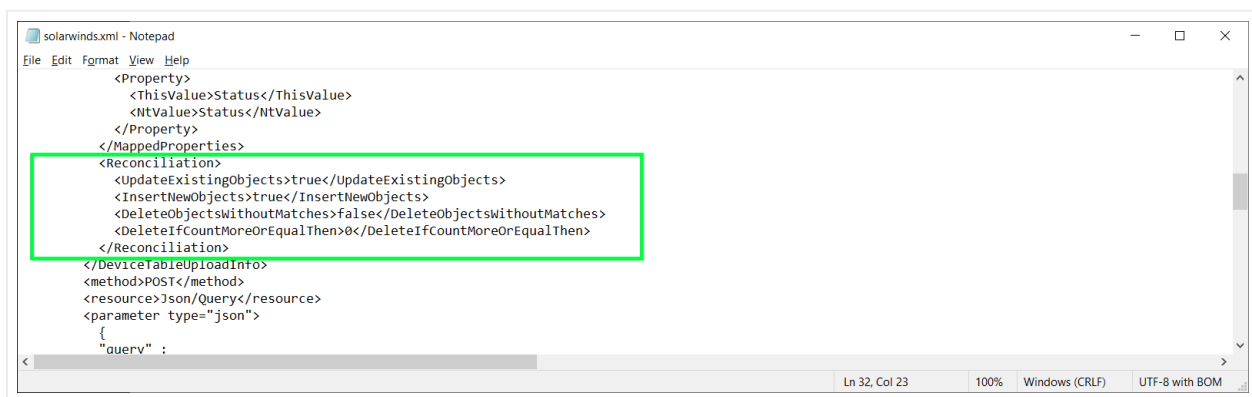 solarwinds.xml - Notepad
File Edit Format View Help
<Property>
<ThisValue>Status</ThisValue>
<NtValue>Status</NtValue>
</Property>
</MappedProperties>
<Reconciliation>
<UpdateExistingObjects>true</UpdateExistingObjects>
<InsertNewObjects>true</InsertNewObjects>
<DeleteObjectsWithoutMatches>false</DeleteObjectsWithoutMatches>
<DeleteIfCountMoreOrEqualThen>0</DeleteIfCountMoreOrEqualThen>
</Reconciliation>
</DeviceTableUploadInfo>
<method>POST</method>
<resource>Json/Query</resource>
<parameter type="json">
{
"query" :
Ln 32, Col 23 100% Windows (CRLF) UTF-8 with BOM